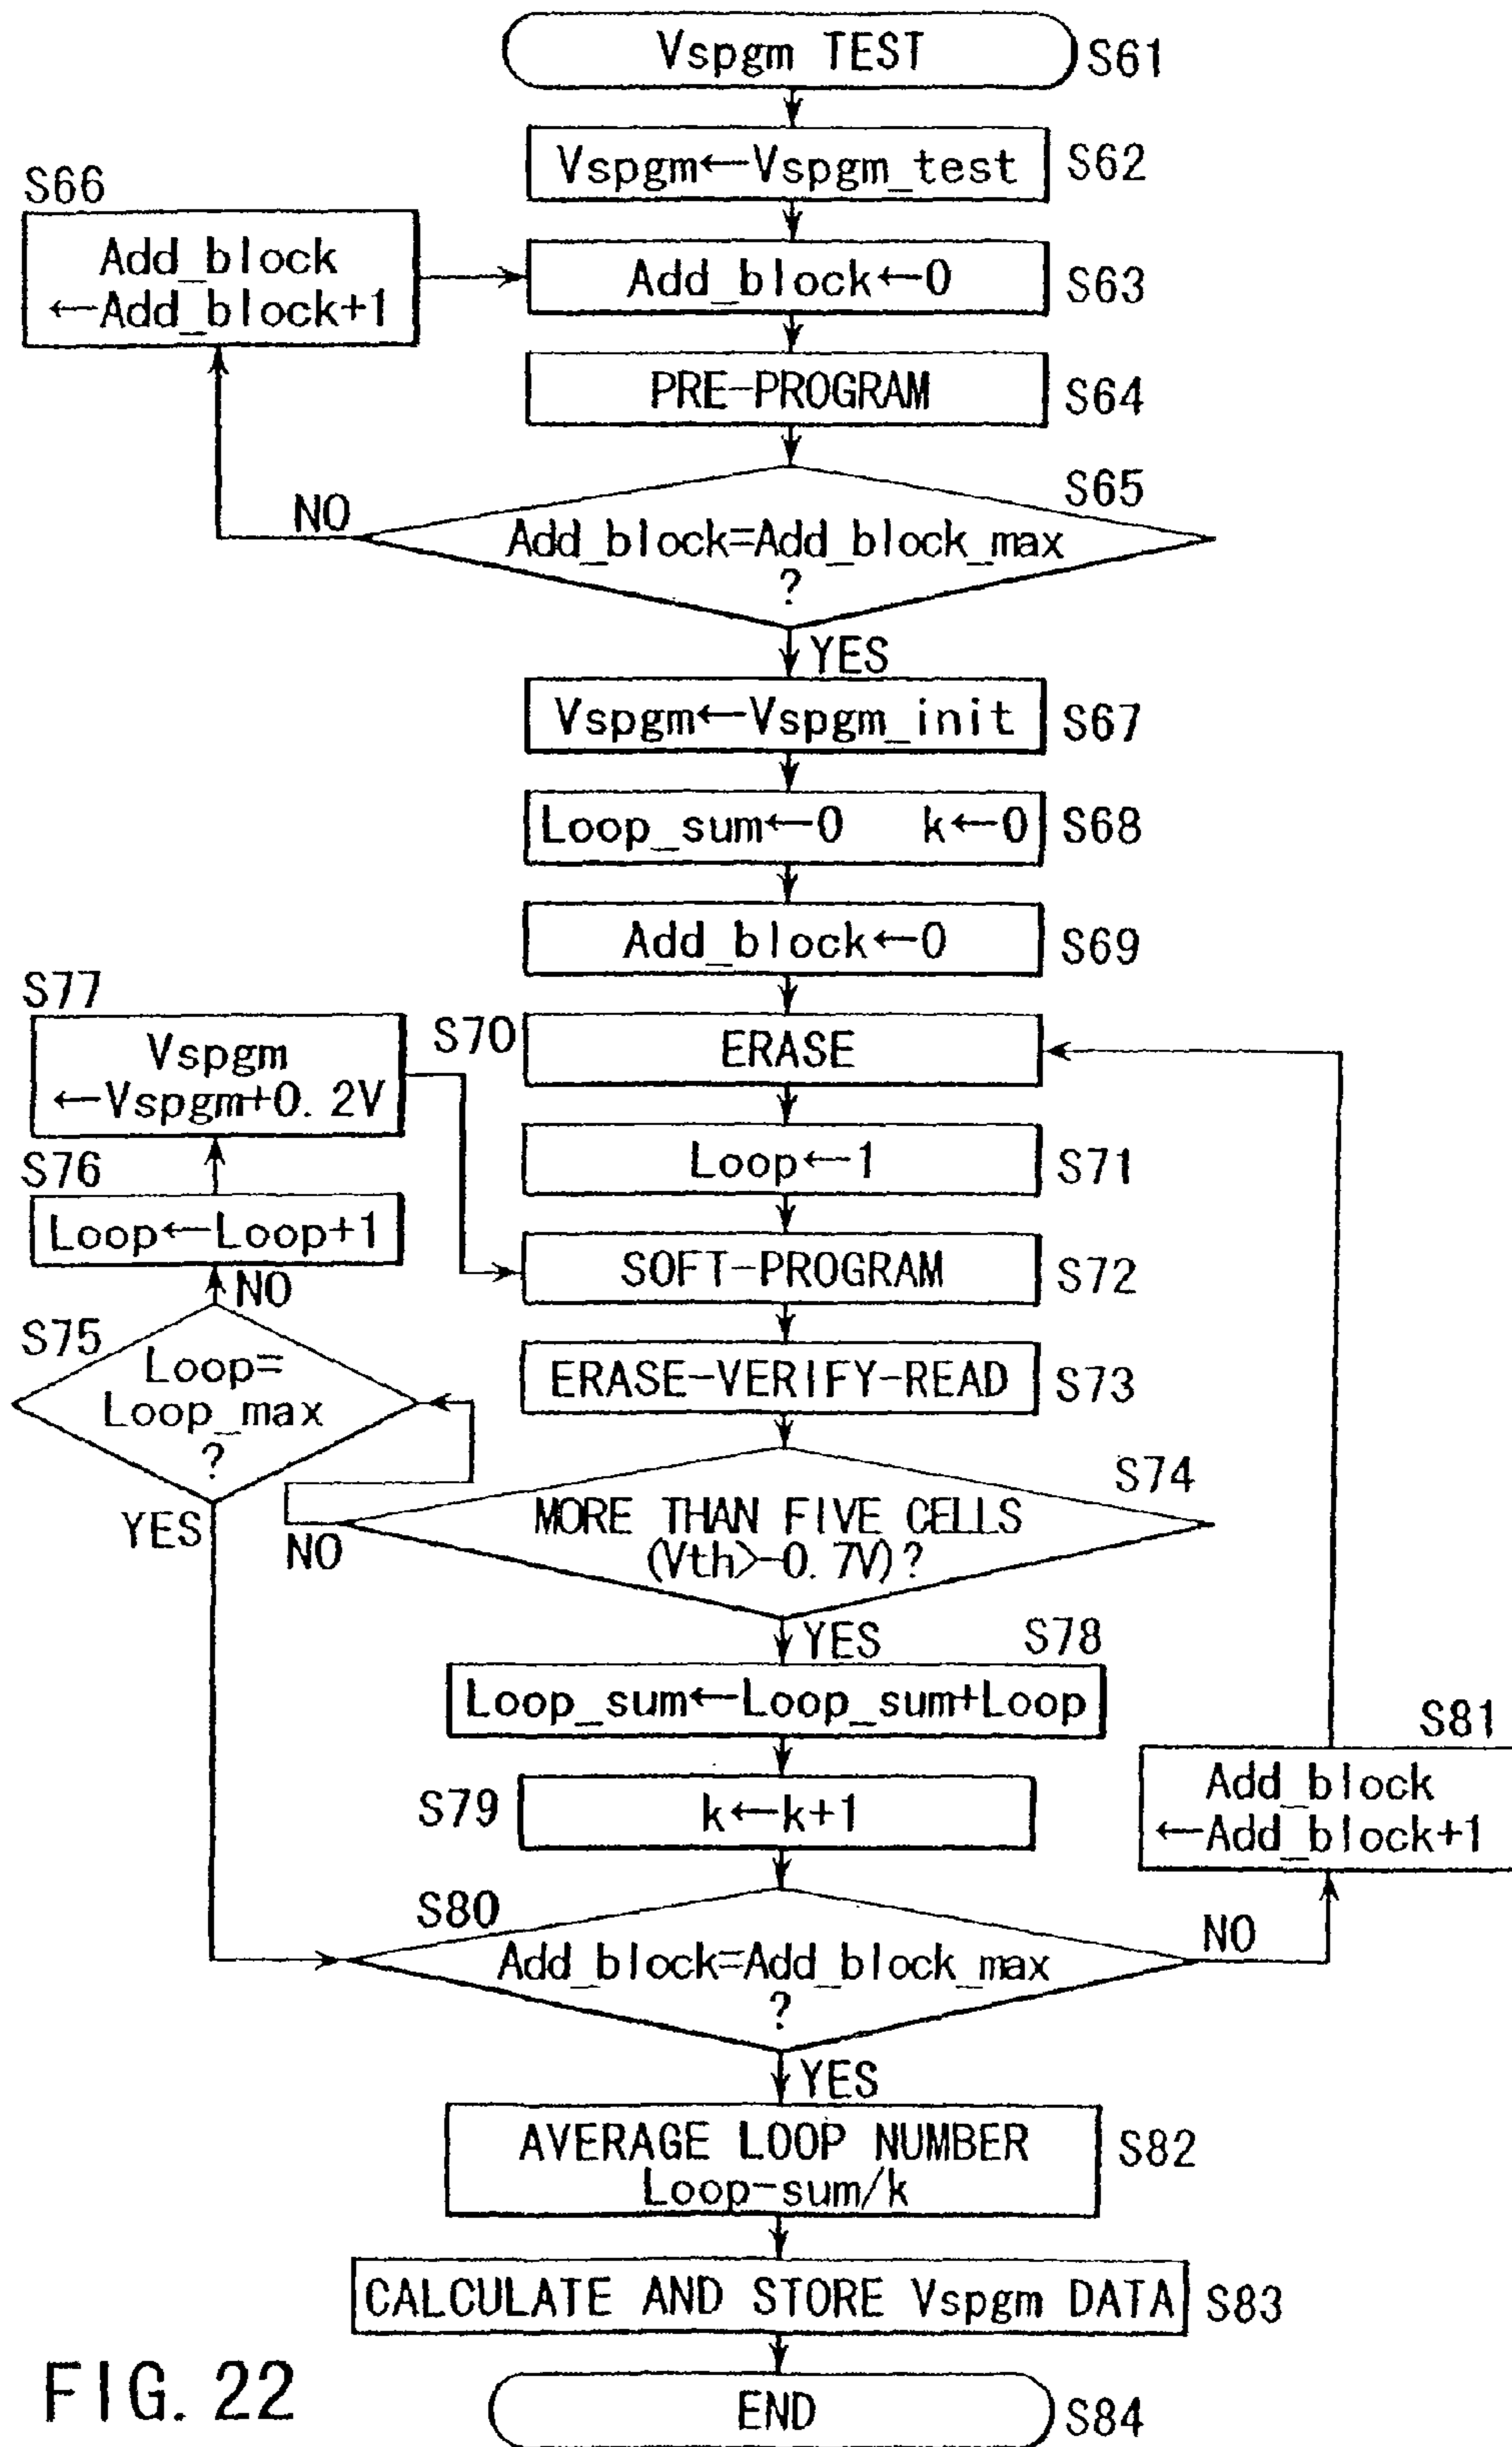 Vspgm TEST
S61
Vspgm←Vspgm_test
S62
S66
Add_block
←Add_block+1
Add_block←0
S63
PRE-PROGRAM
S64
S65
NO
Add_block=Add_block_max
?
YES
Vspgm←Vspgm_init
S67
Loop_sum←0 k←0
S68
Add_block←0
S69
S77
Vspgm
←Vspgm+0.2V
S70
ERASE
Loop←1
S71
S76
Loop←Loop+1
SOFT-PROGRAM
S72
NO
S75
Loop=
Loop_max
?
YES
ERASE-VERIFY-READ
S73
S74
MORE THAN FIVE CELLS
(Vth>-0.7V)?
NO
YES
S78
Loop_sum←Loop_sum+Loop
S81
Add_block
←Add_block+1
S79
k←k+1
S80
Add_block=Add_block_max
?
NO
YES
AVERAGE LOOP NUMBER
Loop-sum/k
S82
CALCULATE AND STORE Vspgm DATA
S83
END
S84
FIG. 22